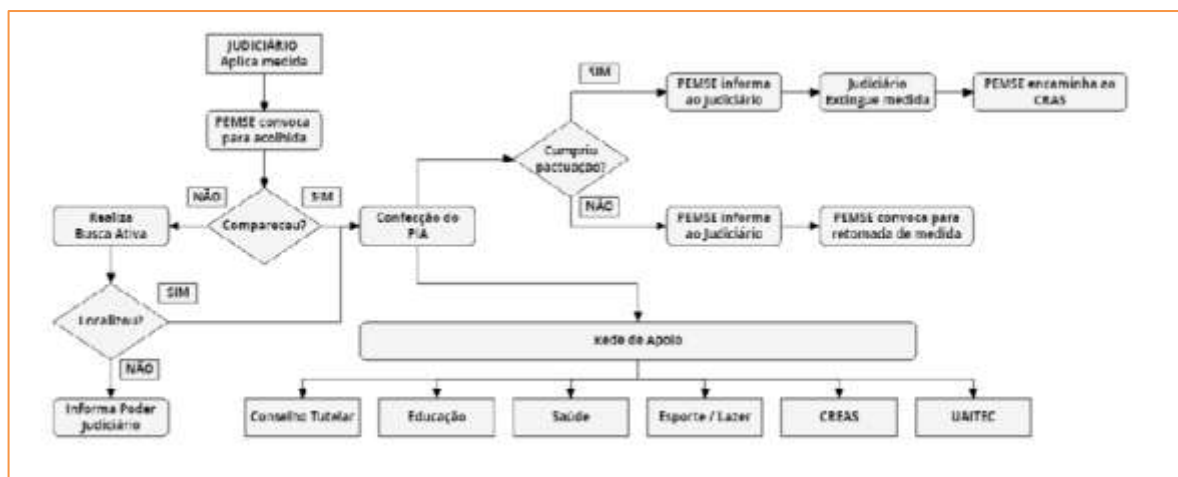 JUDICIÁRIO
Aplica medida
PEMSE convoca
para acolhida
NÃO
SIM
Compareceu?
Realiza
Busca Ativa
SIM
Localizou?
NÃO
Informa Poder
Judiciário
Confecção do
PIA
SIM
Cumpriu
pactuação?
NÃO
PEMSE informa
ao Judiciário
Judiciário
Extingue medida
PEMSE encaminha ao
CRAS
PEMSE informa
ao Judiciário
PEMSE convoca para
retomada de medida
Rede de Apoio
Conselho Tutelar
Educação
Saúde
Esporte / Lazer
CREAS
UAITEC